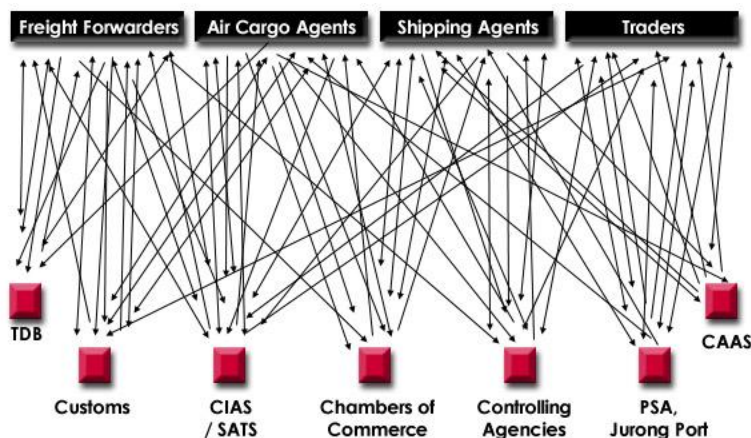 Freight Forwarders
Air Cargo Agents
Shipping Agents
Traders
TDB
CAAS
Customs
CIAS
/ SATS
Chambers of
Commerce
Controlling
Agencies
PSA,
Jurong Port